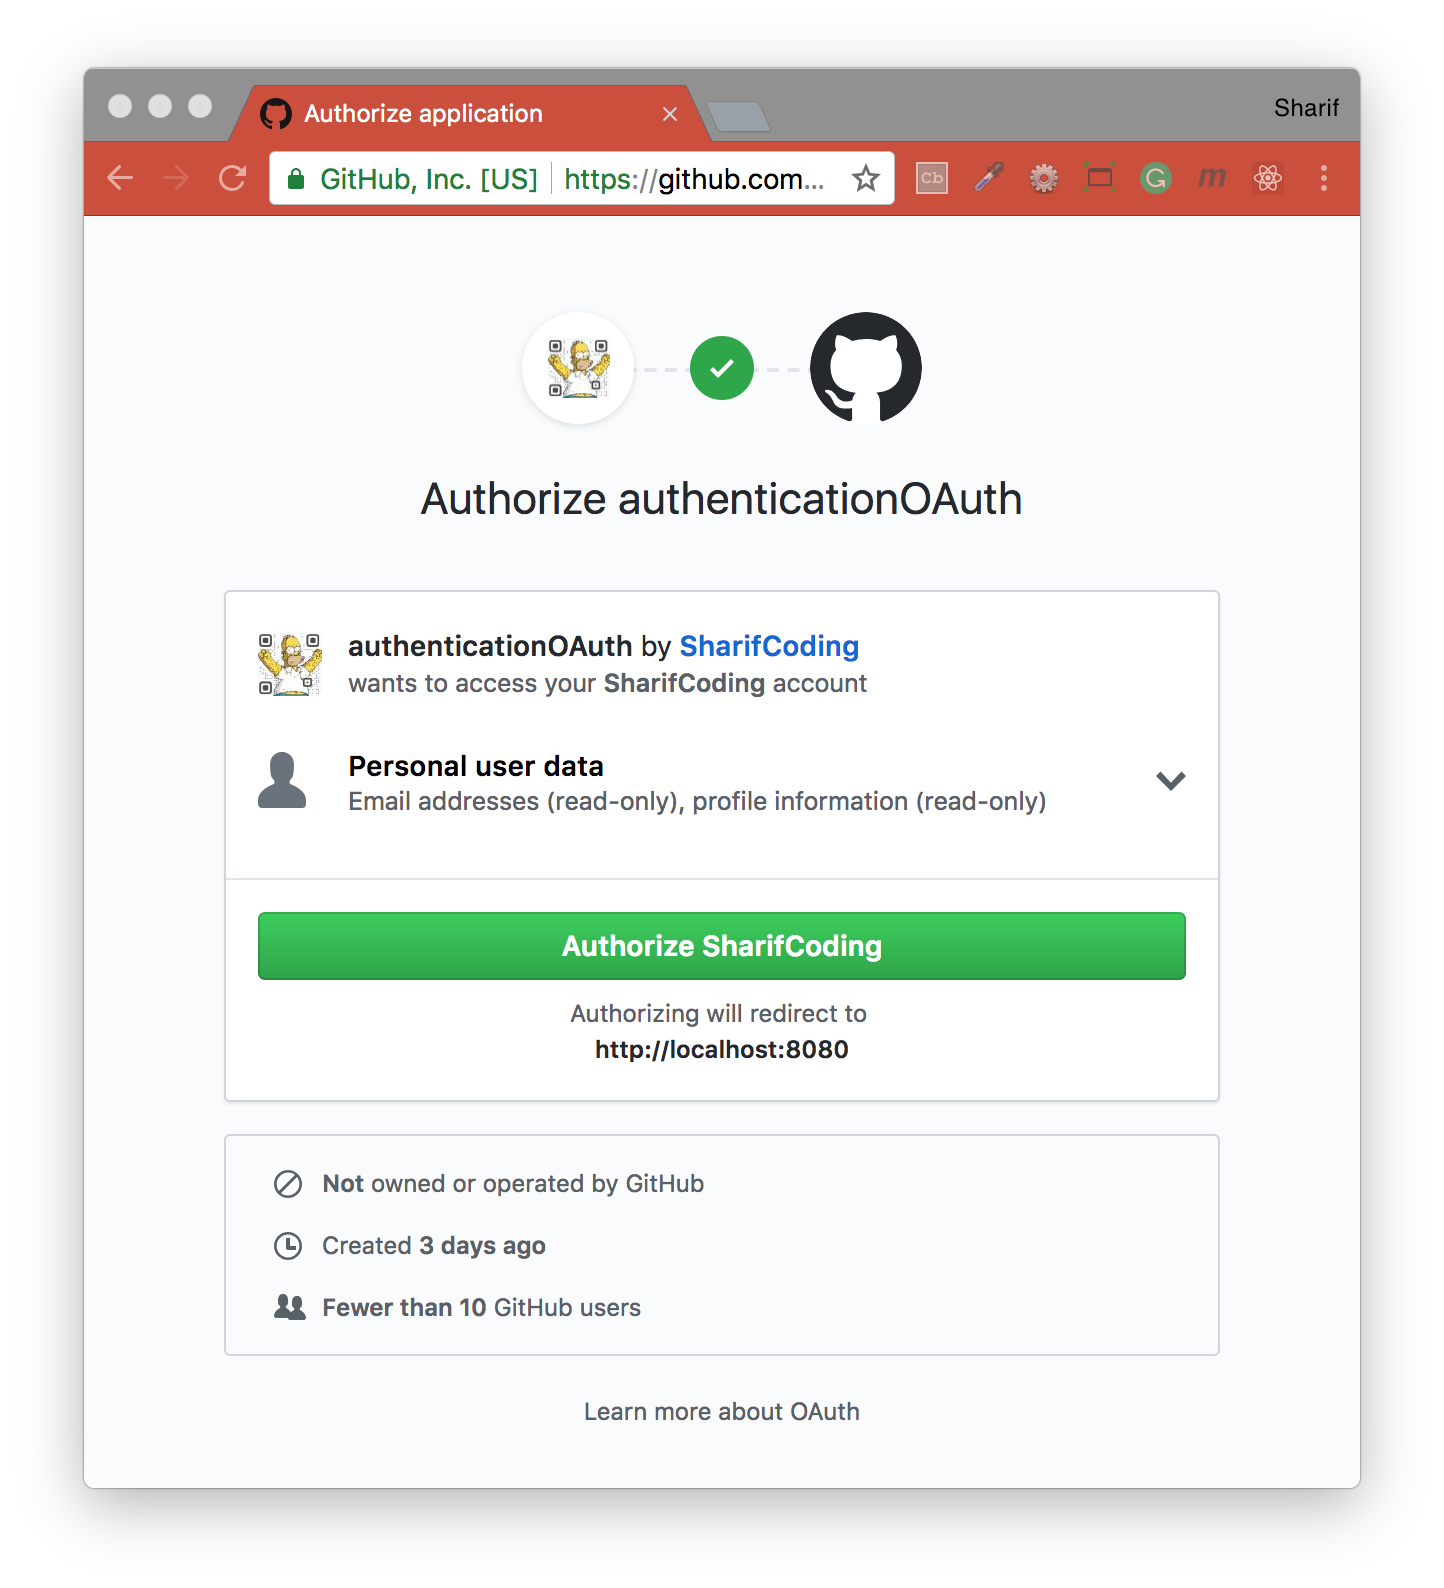 Authorize application
Sharif
GitHub, Inc. [US] https://github.com...
Cb
G
m
Authorize authenticationOAuth
authenticationOAuth by SharifCoding
wants to access your SharifCoding account
Personal user data
Email addresses (read-only), profile information (read-only)
Authorize SharifCoding
Authorizing will redirect to
http://localhost:8080
Not owned or operated by GitHub
Created 3 days ago
Fewer than 10 GitHub users
Learn more about OAuth